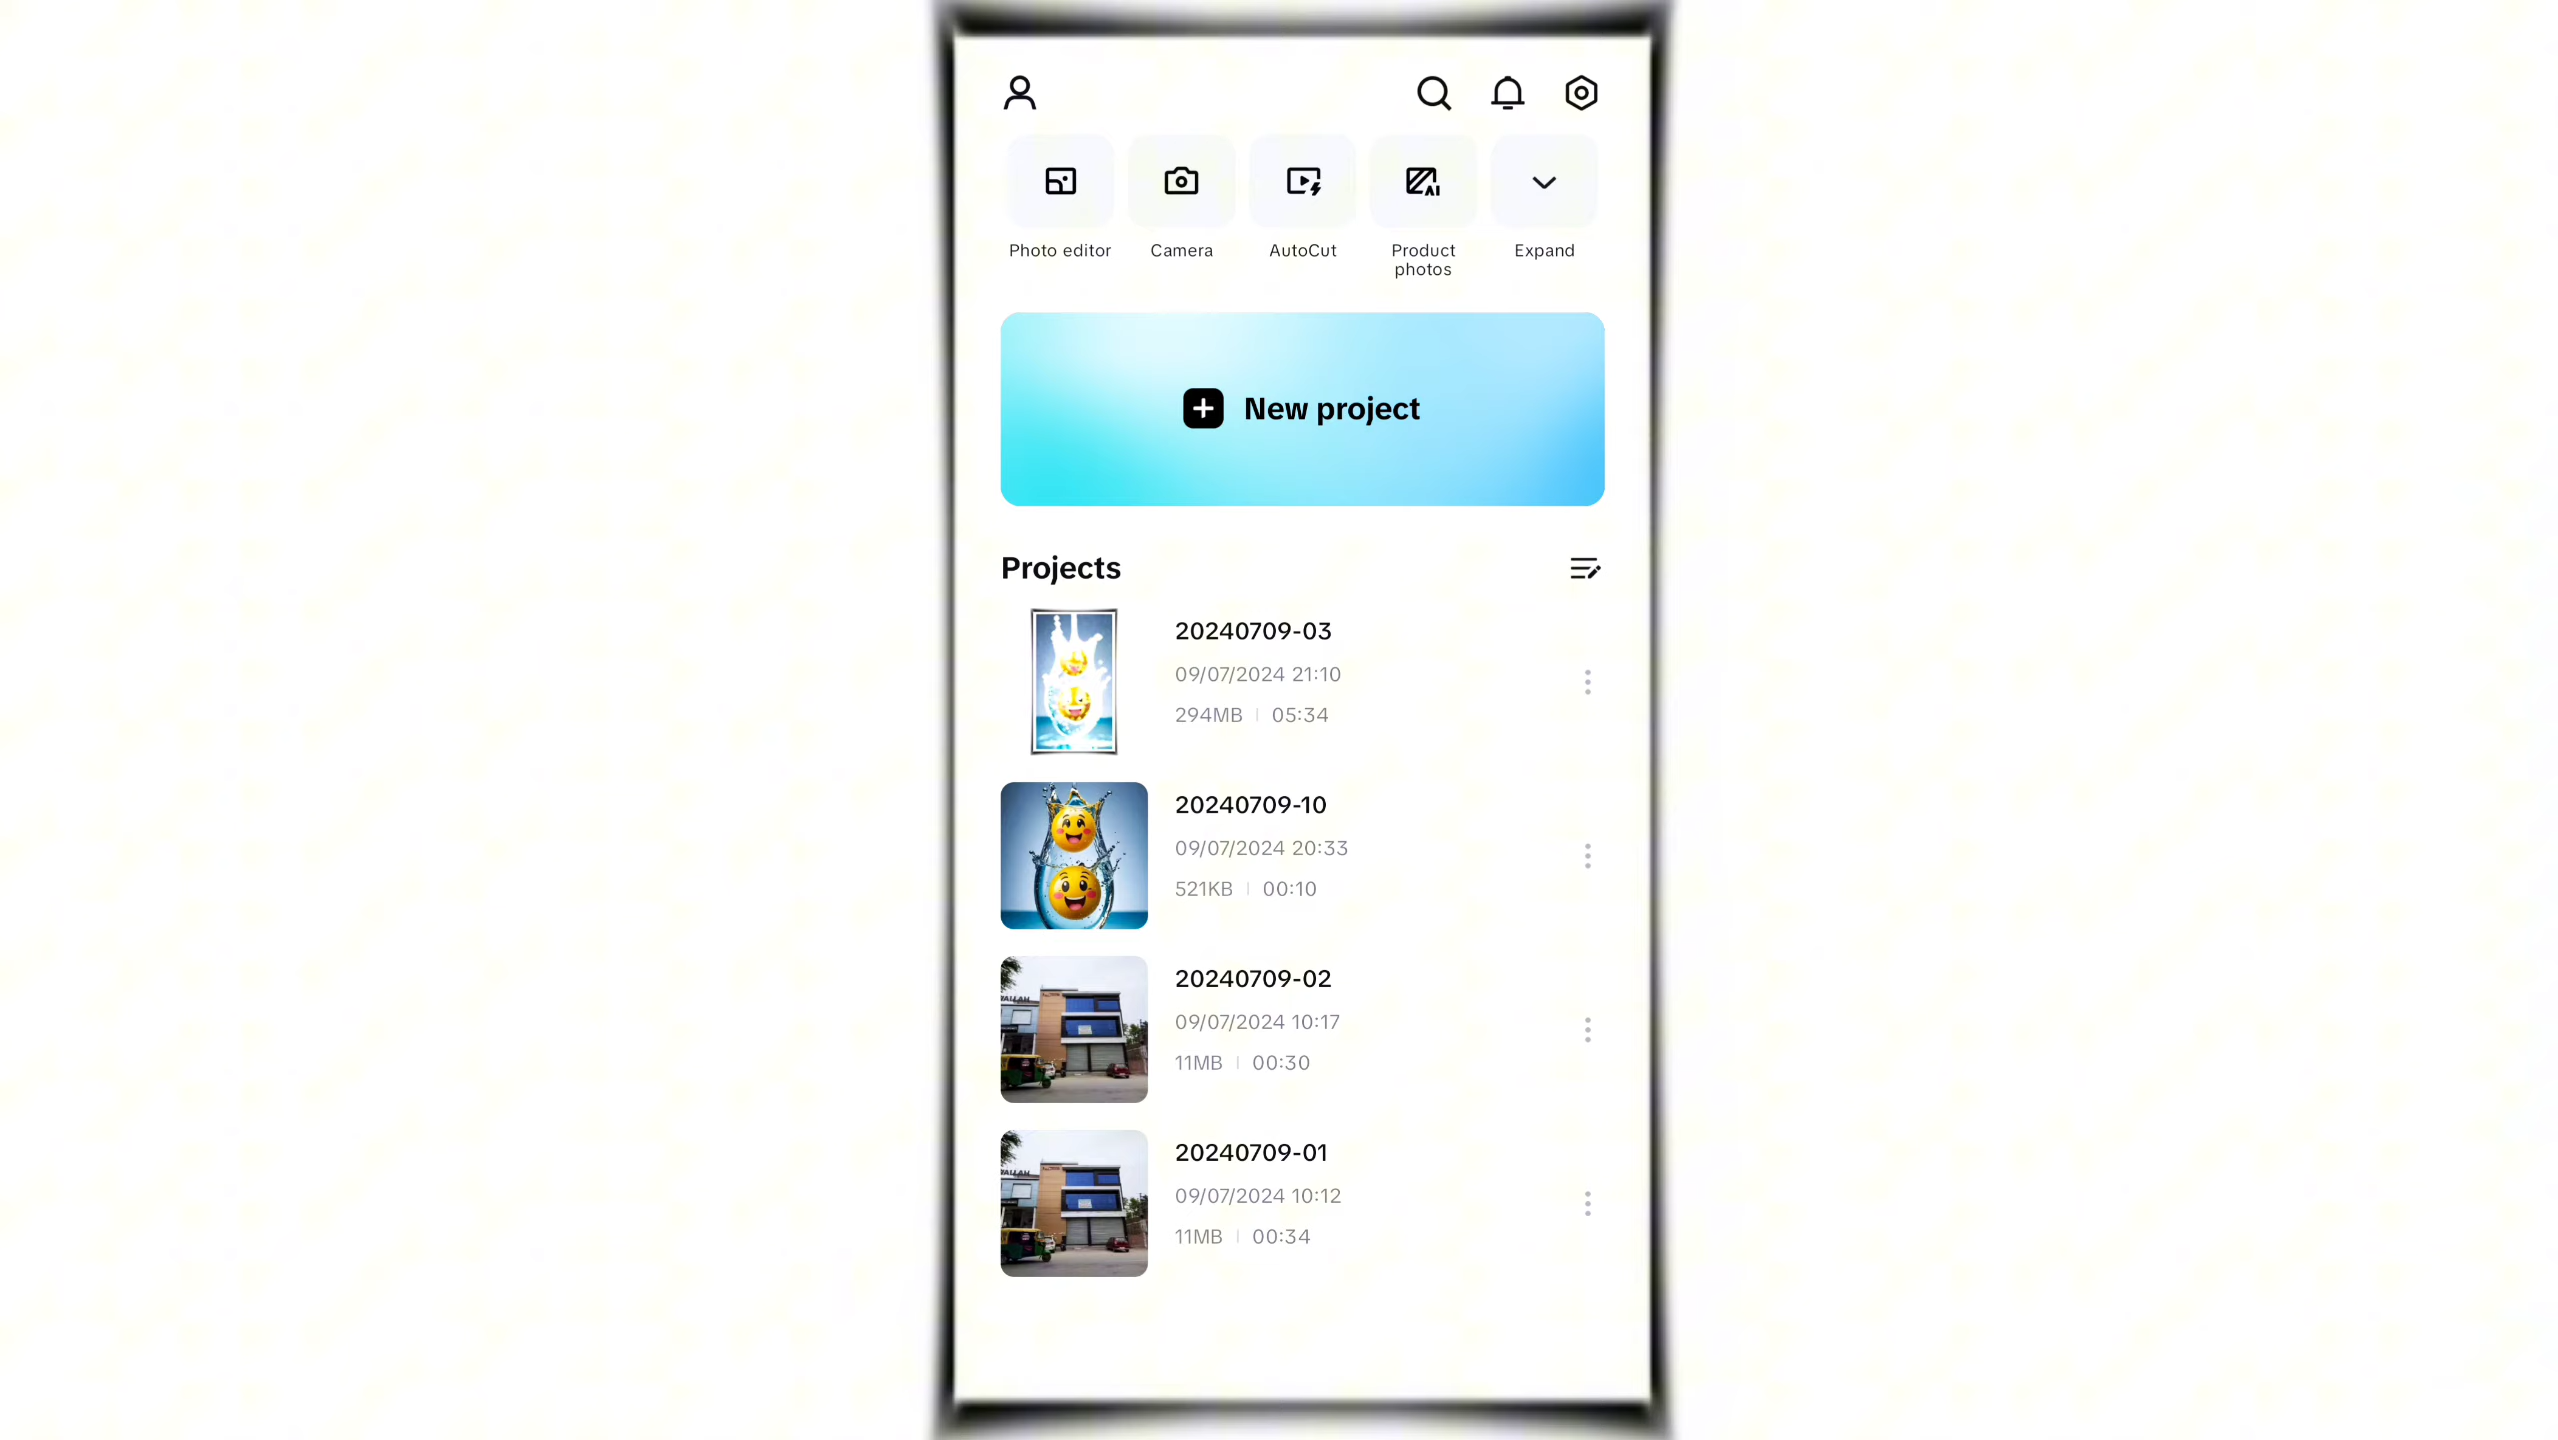 Photo editor
Camera
AutoCut
Product
photos
Expand
New project
Projects
20240709-03
09/07/2024 21:10
294MB | 05:34
20240709-10
09/07/2024 20:33
521KB | 00:10
20240709-02
09/07/2024 10:17
11MB | 00:30
20240709-01
09/07/2024 10:12
11MB | 00:34